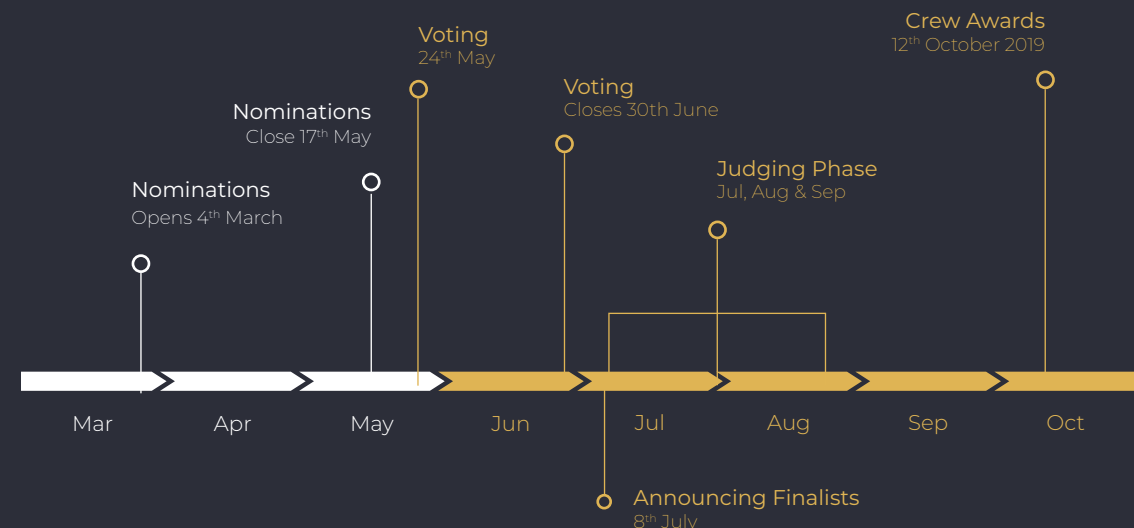 Crew Awards
12th October 2019
Voting
24th May
Voting
Closes 30th June
Nominations
Close 17th May
Judging Phase
Jul, Aug & Sep
Nominations
Opens 4th March
Mar
Apr
May
Jun
Jul
Aug
Sep
Oct
Announcing Finalists
8th July